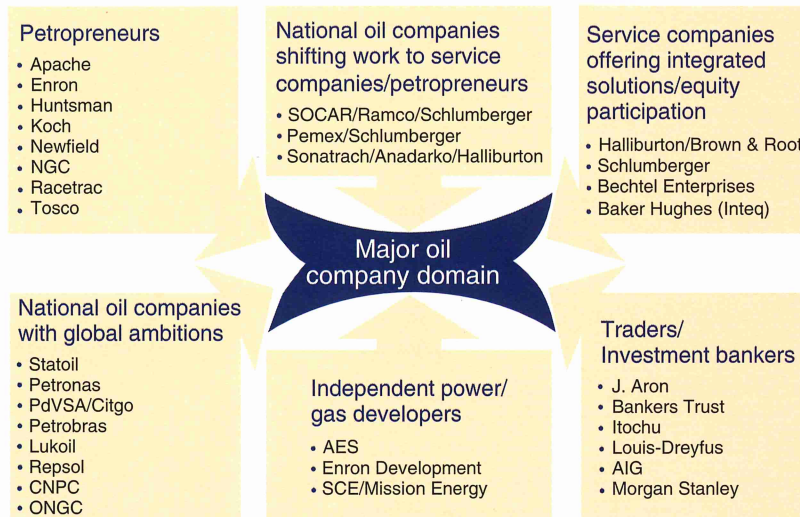 Petropreneurs
• Apache
• Enron
• Huntsman
• Koch
• Newfield
• NGC
• Racetrac
• Tosco
National oil companies
shifting work to service
companies/petropreneurs
• SOCAR/Ramco/Schlumberger
• Pemex/Schlumberger
• Sonatrach/Anadarko/Halliburton
Service companies
offering integrated
solutions/equity
participation
• Halliburton/Brown & Root
• Schlumberger
• Bechtel Enterprises
• Baker Hughes (Inteq)
Major oil
company domain
National oil companies
with global ambitions
• Statoil
• Petronas
• PdVSA/Citgo
• Petrobras
• Lukoil
• Repsol
• CNPC
• ONGC
Independent power/
gas developers
• AES
• Enron Development
• SCE/Mission Energy
Traders/
Investment bankers
• J. Aron
• Bankers Trust
• Itochu
• Louis-Dreyfus
• AIG
• Morgan Stanley